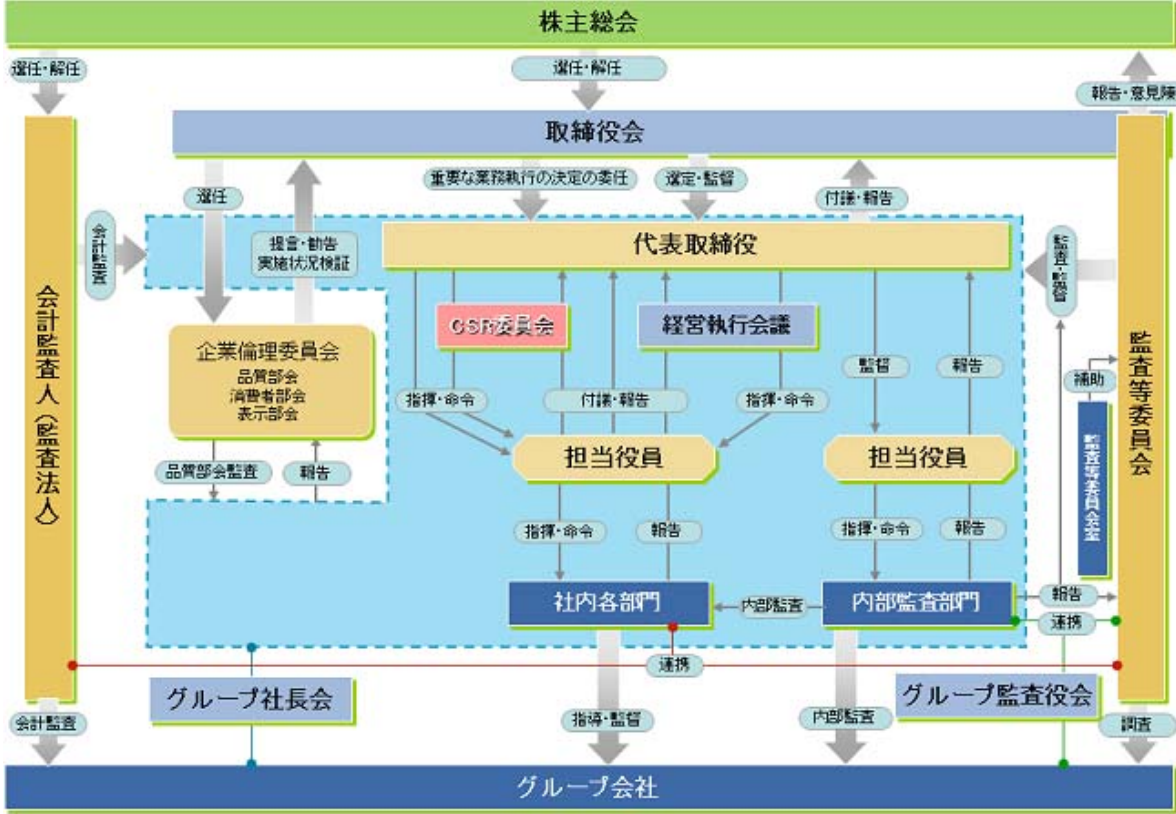 株主総会
選任・解任
選任・解任
報告・意見陳
取締役会
選任
重要な業務執行の決定の委任
選定・監督
付議・報告
会計監査
提言・勧告
実施状況検証
代表取締役
監査・監督
会計監査人(監査法人)
CSR委員会
経営執行会議
企業倫理委員会
品質部会
消費者部会
表示部会
監督
報告
補助
監査等委員会
指揮・命令
付議・報告
指揮・命令
担当役員
担当役員
監査等委員会室
品質部会監査
報告
指揮・命令
報告
指揮・命令
報告
社内各部門
内部監査
内部監査部門
報告
連携
連携
グループ社長会
グループ監査役会
会計監査
指導・監督
内部監査
調査
グループ会社